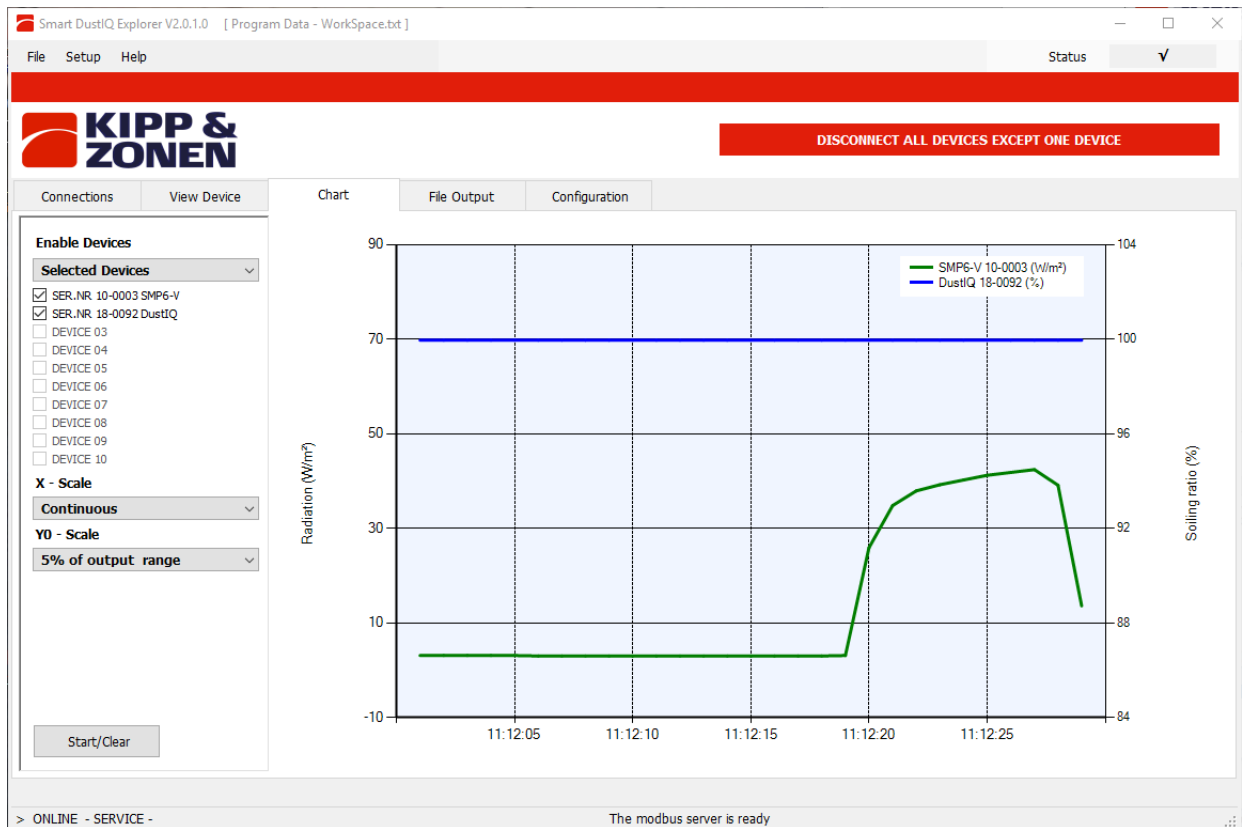 Smart DustIQ Explorer V2.0.1.0 [ Program Data - WorkSpace.txt ]
File Setup Help
Status √
KIPP &
ZONEN
DISCONNECT ALL DEVICES EXCEPT ONE DEVICE
Connections View Device Chart File Output Configuration
Enable Devices
Selected Devices
SER.NR 10-0003 SMP6-V
SER.NR 18-0092 DustIQ
DEVICE 03
DEVICE 04
DEVICE 05
DEVICE 06
DEVICE 07
DEVICE 08
DEVICE 09
DEVICE 10
X - Scale
Continuous
Y0 - Scale
5% of output range
Start/Clear
Radiation (W/m²)
90
70
50
30
10
-10
SMP6-V 10-0003 (W/m²)
DustIQ 18-0092 (%)
104
100
96
92
88
84
Soiling ratio (%)
11:12:05 11:12:10 11:12:15 11:12:20 11:12:25
> ONLINE - SERVICE -
The modbus server is ready